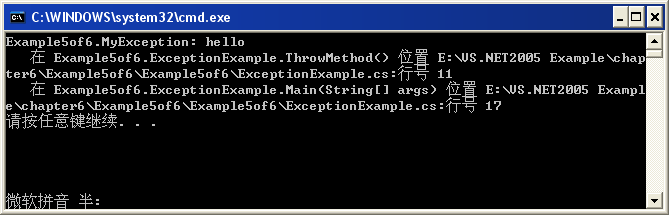 C:\WINDOWS\system32\cmd.exe
Example5of6.MyException: hello
在 Example5of6.ExceptionExample.ThrowMethod() 位置 E:\VS.NET2005 Example\chap
ter6\Example5of6\Example5of6\ExceptionExample.cs:行号 11
在 Example5of6.ExceptionExample.Main(String[] args) 位置 E:\VS.NET2005 Exampl
e\chapter6\Example5of6\Example5of6\ExceptionExample.cs:行号 17
请按任意键继续. . .
微软拼音 半: